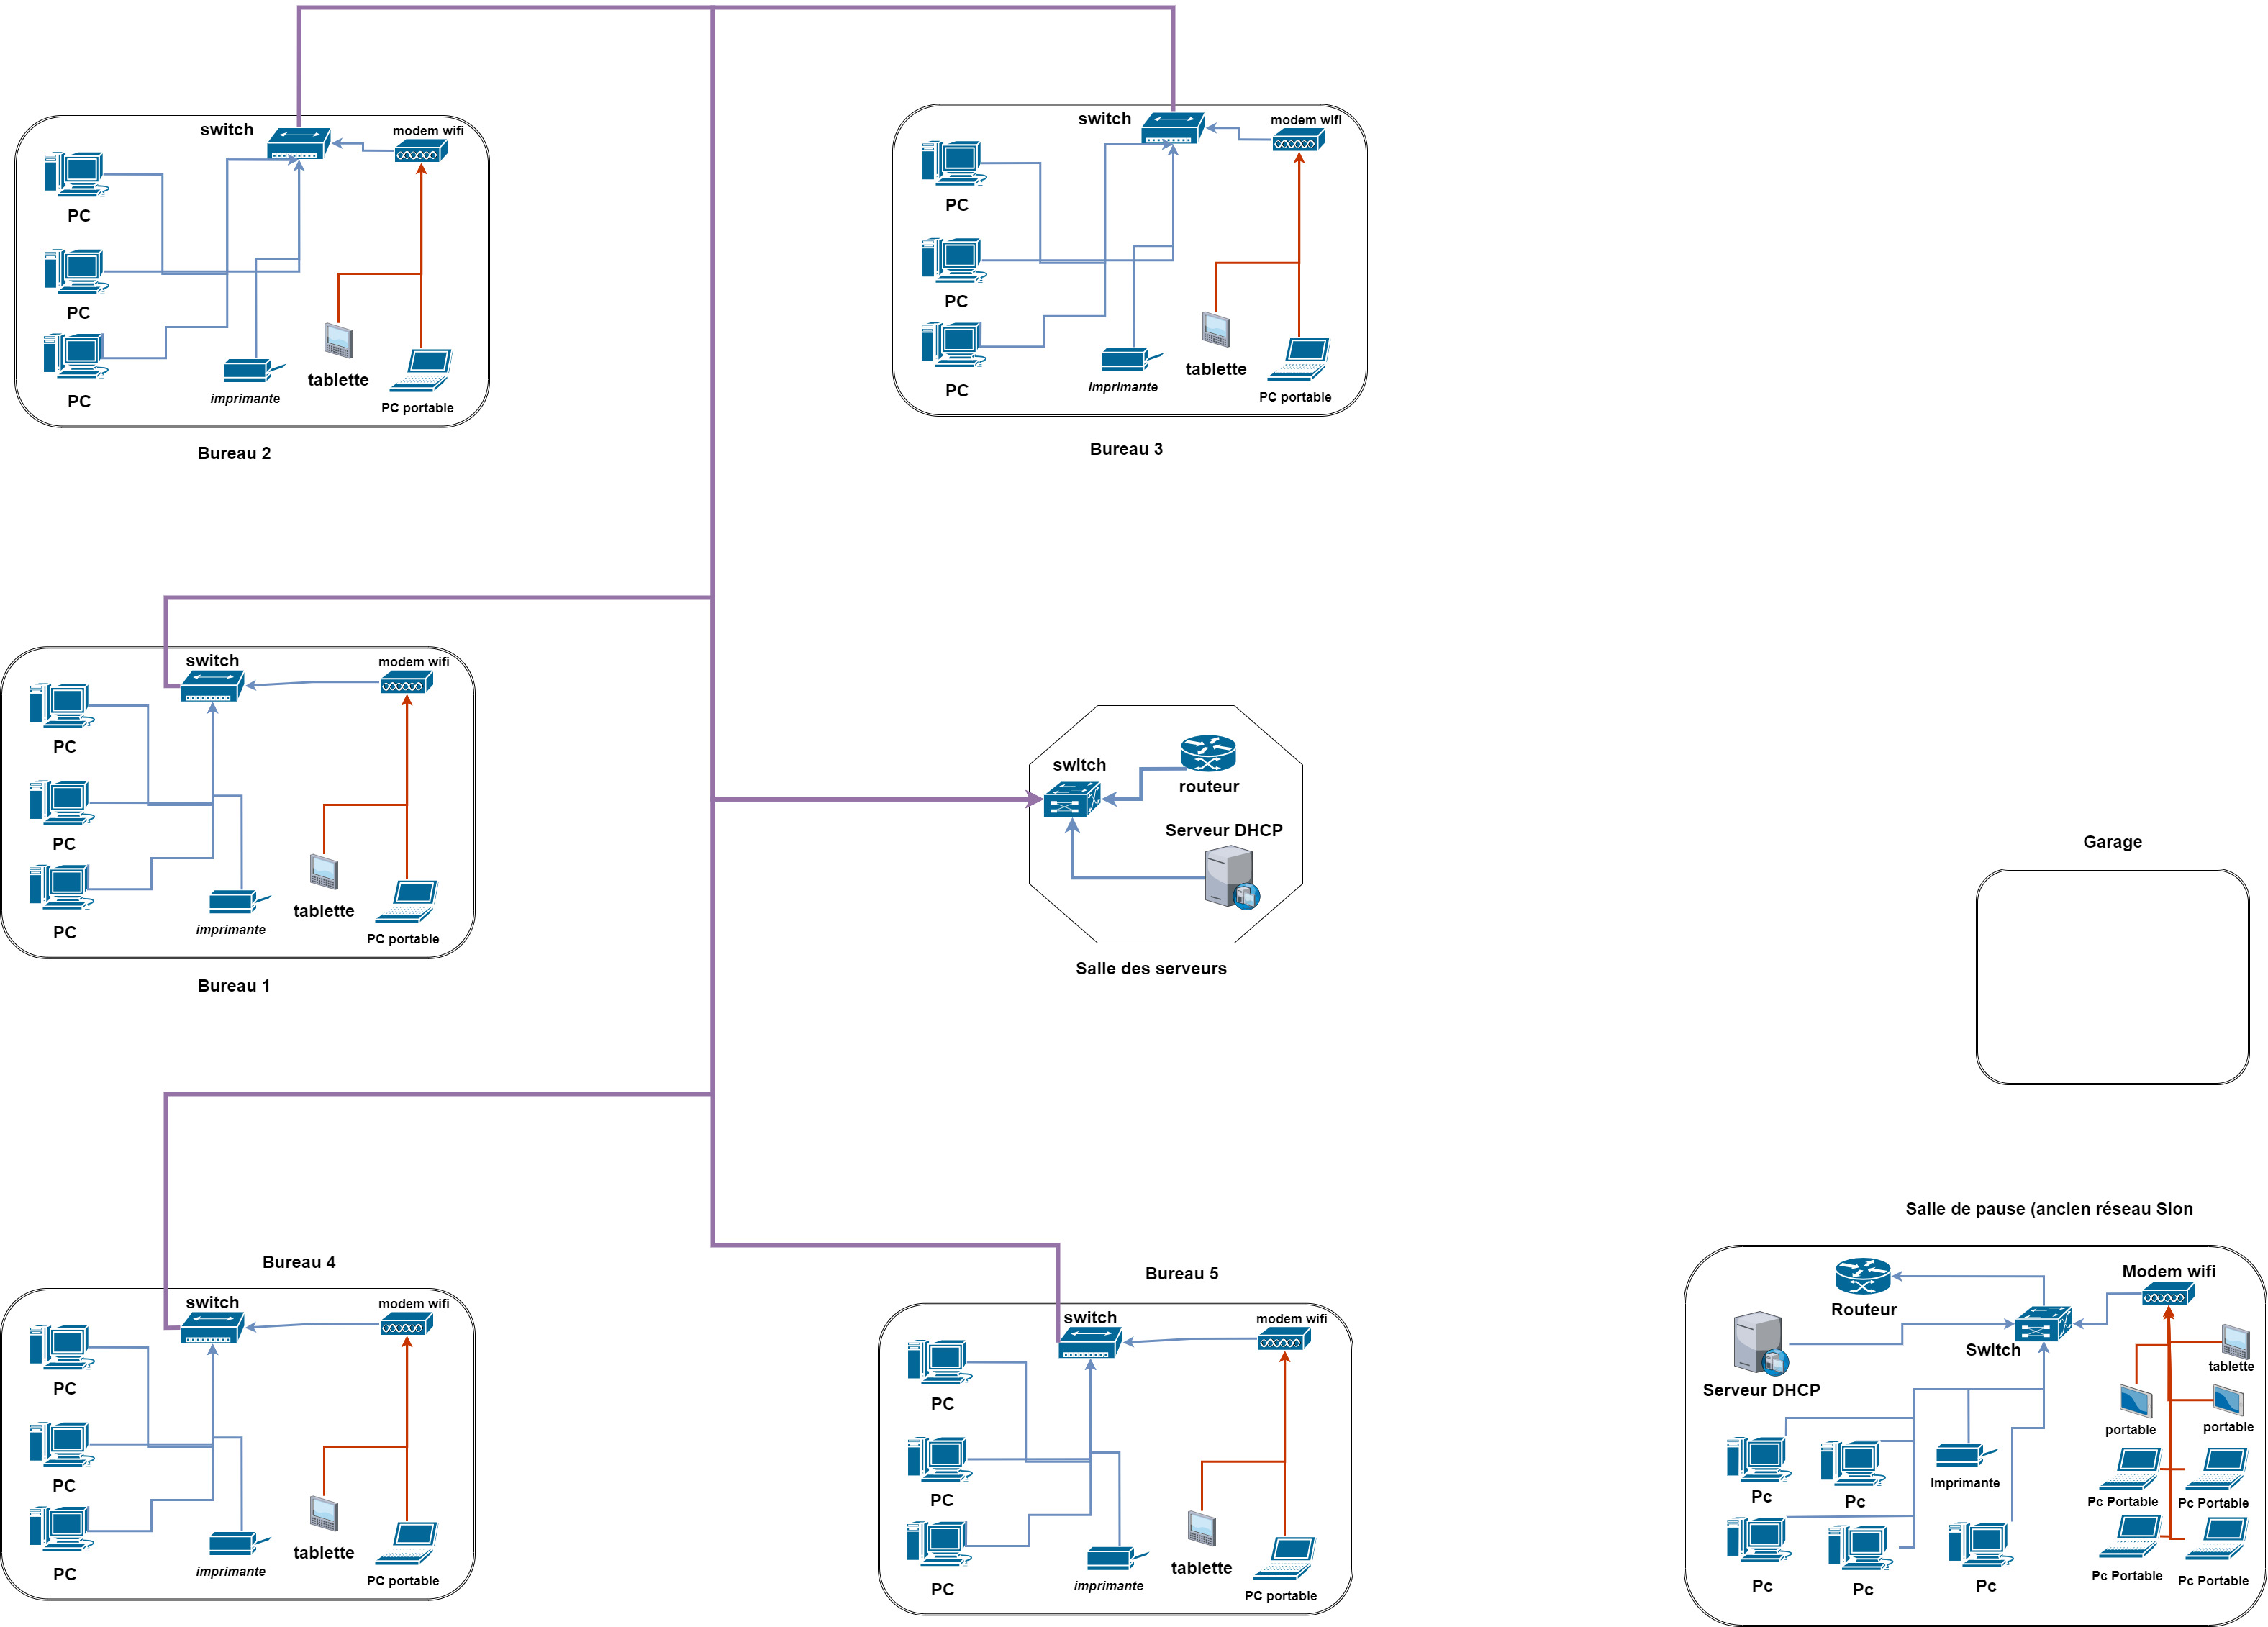 switch
modem wifi
PC
PC
PC
imprimante
tablette
PC portable
Bureau 2
switch
modem wifi
PC
PC
PC
imprimante
tablette
PC portable
Bureau 3
switch
modem wifi
PC
PC
PC
imprimante
tablette
PC portable
Bureau 1
switch
routeur
Serveur DHCP
Salle des serveurs
Garage
Bureau 4
switch
modem wifi
PC
PC
PC
imprimante
tablette
PC portable
Bureau 5
switch
modem wifi
PC
PC
PC
imprimante
tablette
PC portable
Salle de pause (ancien réseau Sion
Modem wifi
Routeur
Switch
Serveur DHCP
tablette
portable
portable
Pc
Pc
Imprimante
Pc Portable
Pc Portable
Pc
Pc
Pc
Pc Portable
Pc Portable